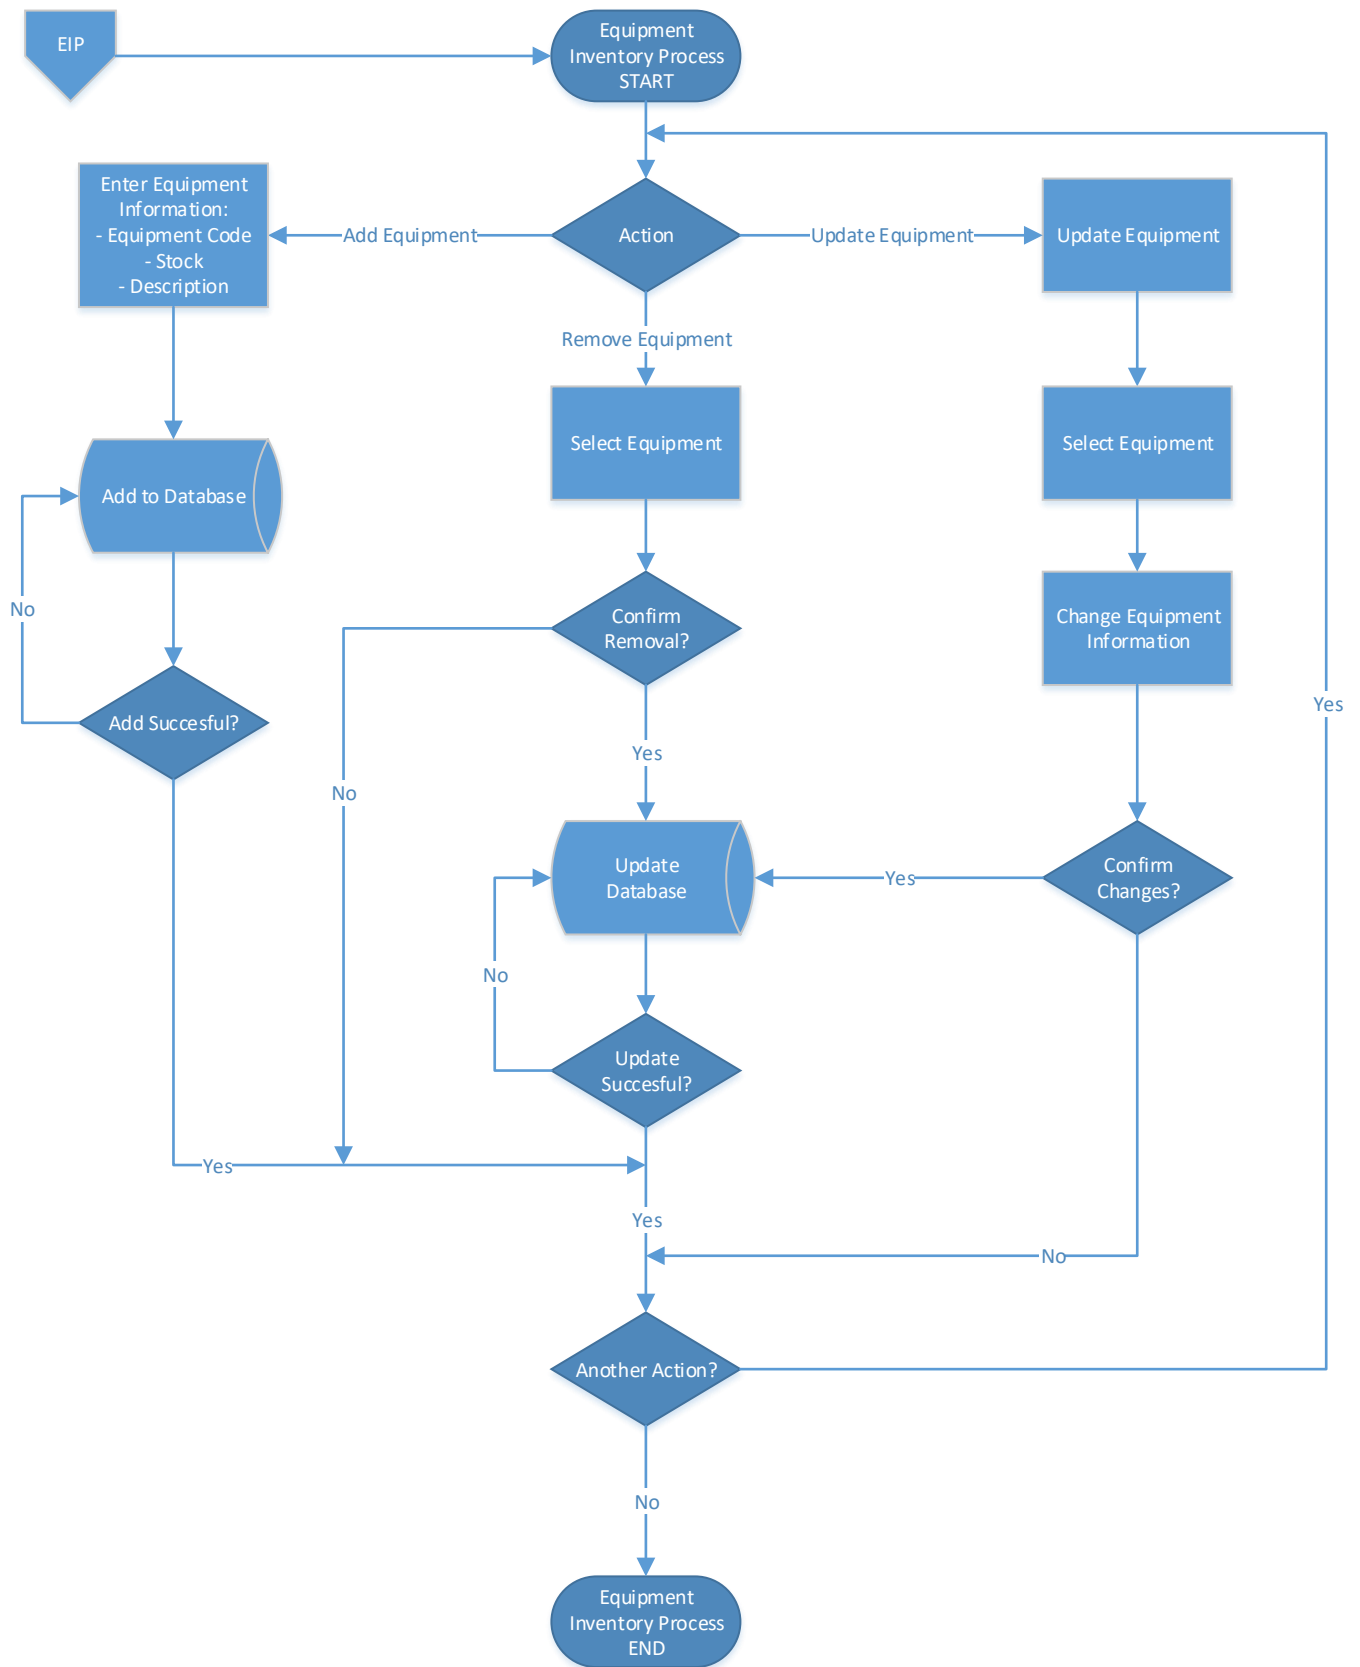 EIP
Equipment
Inventory Process
START
Enter Equipment
Information:
- Equipment Code
- Stock
- Description
Add Equipment
Action
Update Equipment
Update Equipment
Remove Equipment
Select Equipment
Select Equipment
Add to Database
No
Confirm
Removal?
Change Equipment
Information
Add Succesful?
Yes
Yes
No
Update
Database
Yes
Confirm
Changes?
No
Update
Succesful?
Yes
Yes
No
Another Action?
No
Equipment
Inventory Process
END